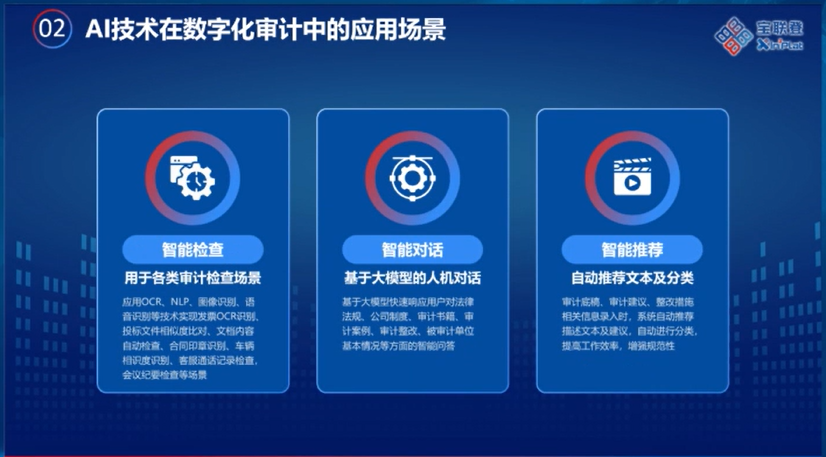 02
AI技术在数字化审计中的应用场景
宝联登
XinIPlat
智能检查
用于各类审计检查场景
应用OCR、NLP、图像识别、语
音识别等技术实现发票OCR识别、
投标文件相似度比对、文档内容
自动检查、合同印章识别、车辆
相识度识别、客服通话记录检查，
会议纪要检查等场景
智能对话
基于大模型的人机对话
基于大模型快速响应用户对法律
法规、公司制度、审计书籍、审
计案例、审计整改、被审计单位
基本情况等方面的智能问答
智能推荐
自动推荐文本及分类
审计底稿、审计建议、整改措施
相关信息录入时，系统自动推荐
描述文本及建议，自动进行分类，
提高工作效率，增强规范性